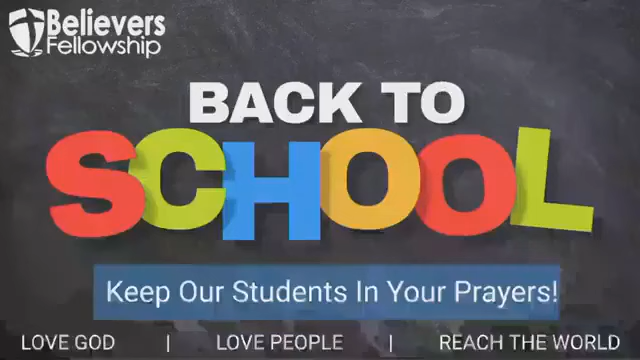 Believers
Fellowship
BACK TO
SCHOOL
Keep Our Students In Your Prayers!
LOVE GOD | LOVE PEOPLE | REACH THE WORLD